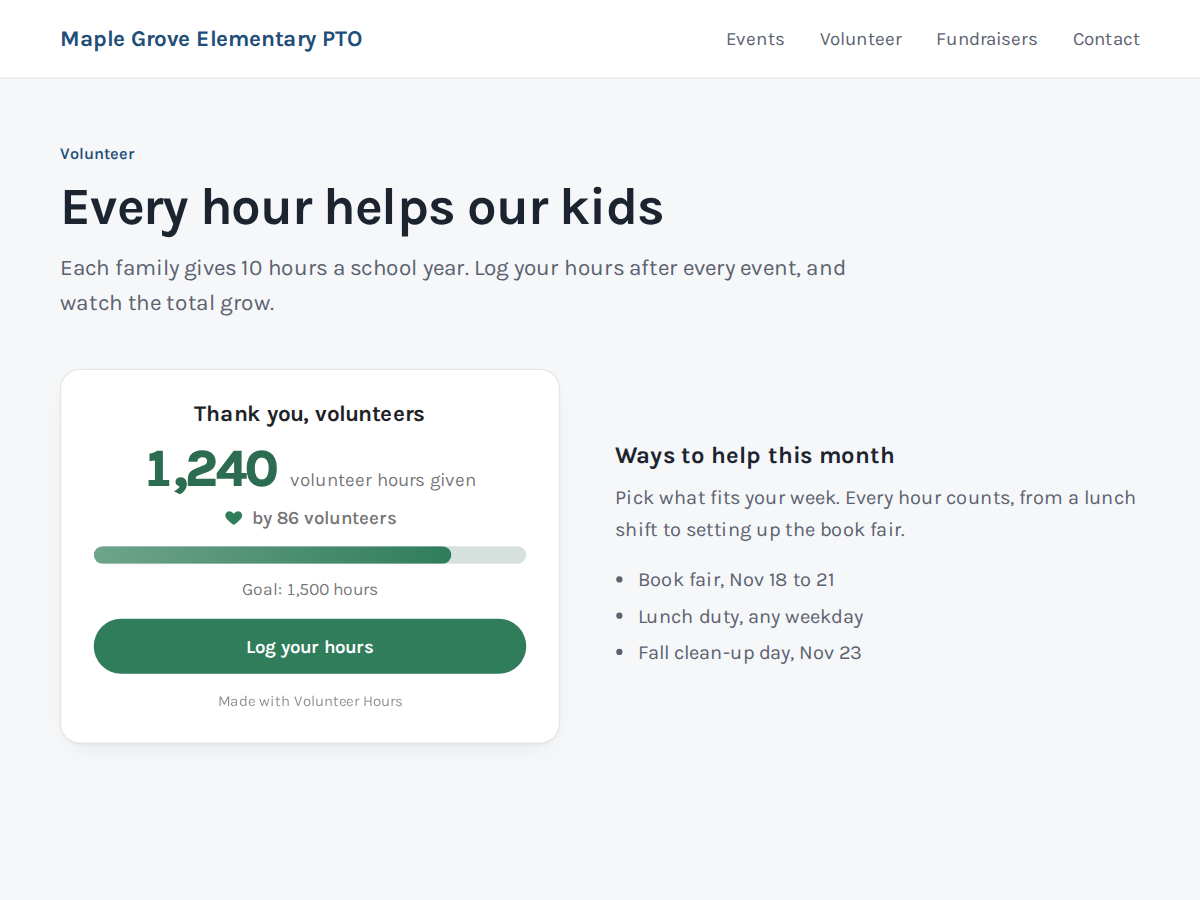 Maple Grove Elementary PTO
Events Volunteer Fundraisers Contact
Volunteer
Every hour helps our kids
Each family gives 10 hours a school year. Log your hours after every event, and
watch the total grow.
Thank you, volunteers
1,240 volunteer hours given
by 86 volunteers
Goal: 1,500 hours
Log your hours
Made with Volunteer Hours
Ways to help this month
Pick what fits your week. Every hour counts, from a lunch
shift to setting up the book fair.
Book fair, Nov 18 to 21
Lunch duty, any weekday
Fall clean-up day, Nov 23